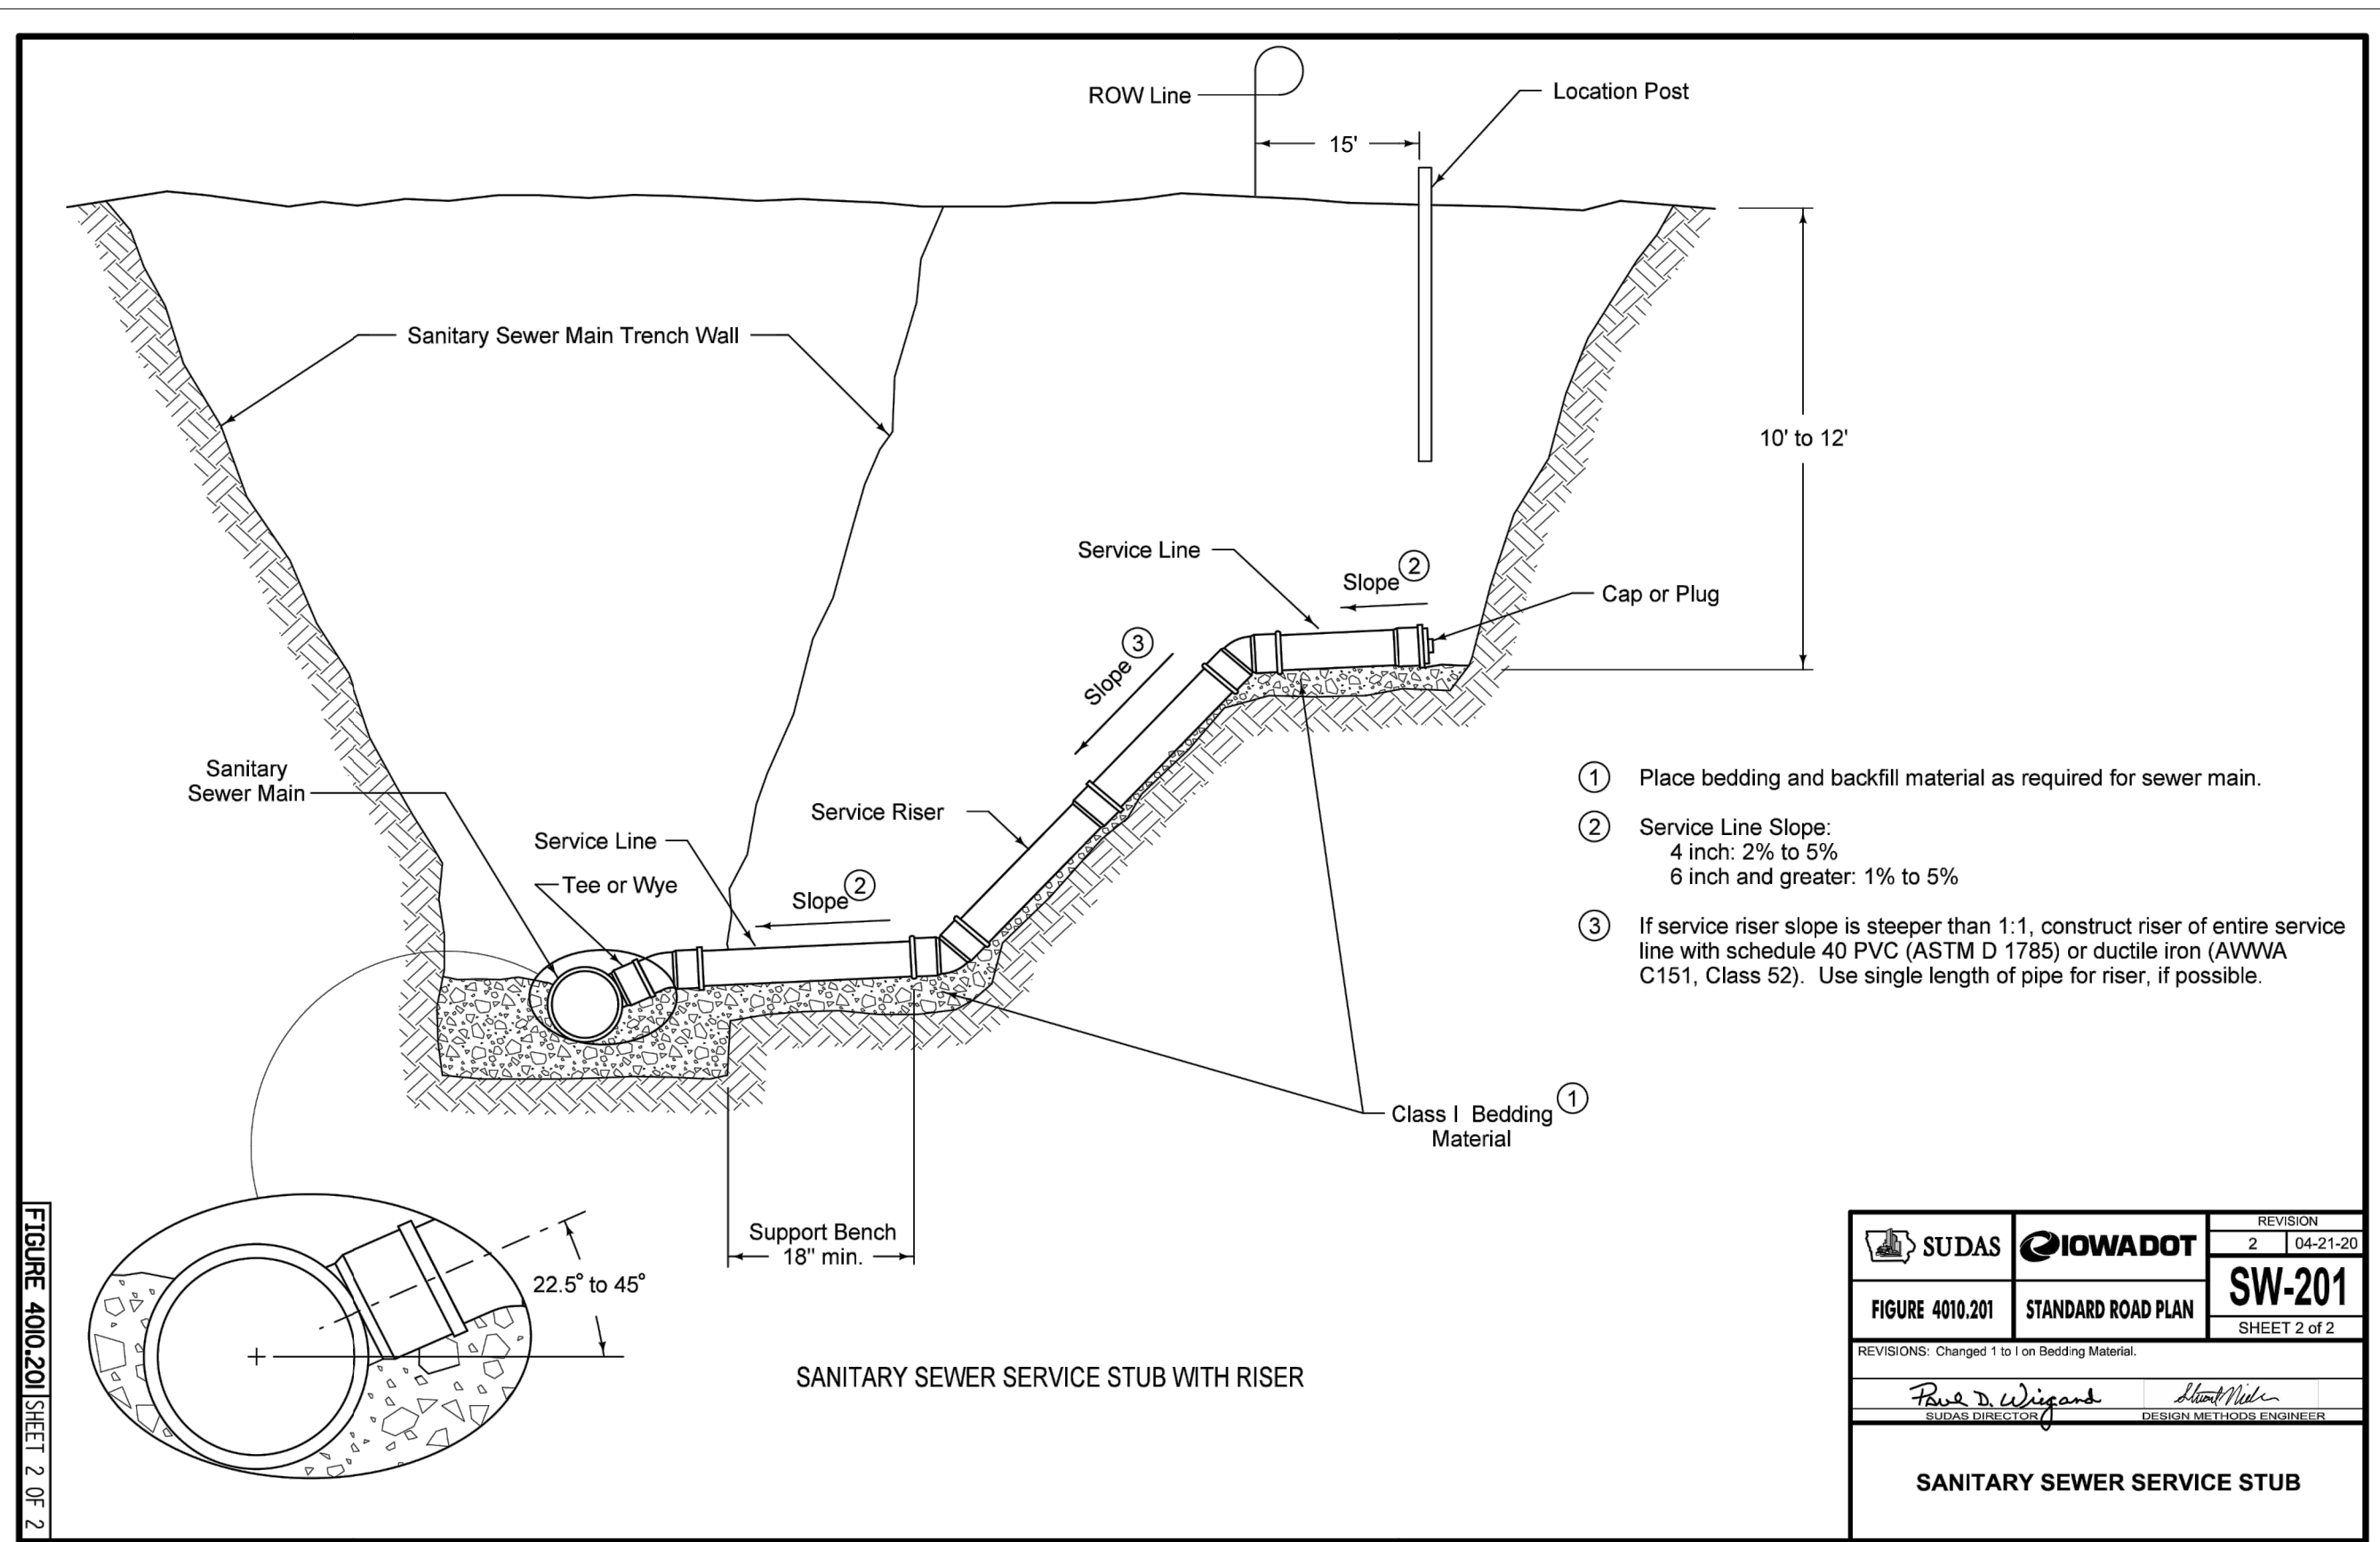 ROW Line
Location Post
15'
Sanitary Sewer Main Trench Wall
10' to 12'
Service Line
Slope 2
Cap or Plug
Slope 3
Sanitary
Sewer Main
Service Riser
Service Line
Tee or Wye
Slope 2
1 Place bedding and backfill material as required for sewer main.
2 Service Line Slope:
4 inch: 2% to 5%
6 inch and greater: 1% to 5%
3 If service riser slope is steeper than 1:1, construct riser of entire service
line with schedule 40 PVC (ASTM D 1785) or ductile iron (AWWA
C151, Class 52). Use single length of pipe for riser, if possible.
Class I Bedding 1
Material
Support Bench
18" min.
22.5° to 45°
SANITARY SEWER SERVICE STUB WITH RISER
FIGURE 4010.201 SHEET 2 OF 2
SUDAS
IOWADOT
REVISION
2 04-21-20
FIGURE 4010.201
STANDARD ROAD PLAN
SW-201
SHEET 2 of 2
REVISIONS: Changed 1 to I on Bedding Material.
Paul D. Wiegand
SUDAS DIRECTOR
DESIGN METHODS ENGINEER
SANITARY SEWER SERVICE STUB